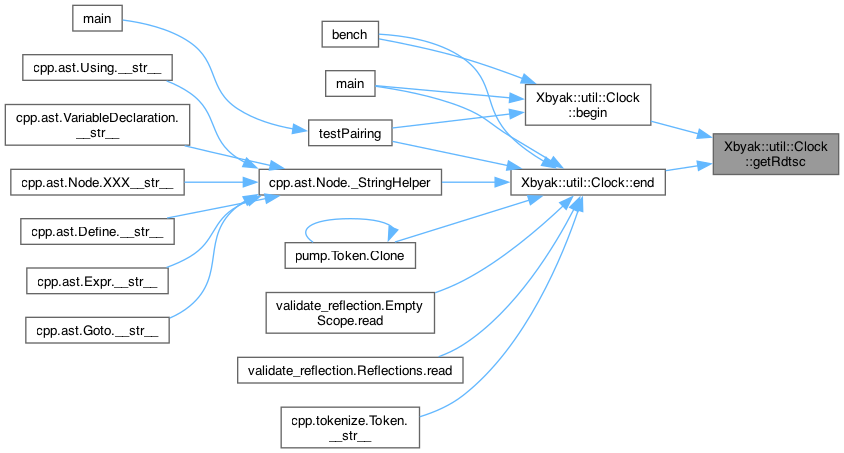 main
cpp.ast.Using.__str__
cpp.ast.VariableDeclaration.
__str__
cpp.ast.Node.XXX__str__
cpp.ast.Define.__str__
cpp.ast.Expr.__str__
cpp.ast.Goto.__str__
bench
main
testPairing
cpp.ast.Node._StringHelper
pump.Token.Clone
validate_reflection.Empty
Scope.read
validate_reflection.Reflections.read
cpp.tokenize.Token.
__str__
Xbyak::util::Clock
::begin
Xbyak::util::Clock::end
Xbyak::util::Clock
::getRdtsc